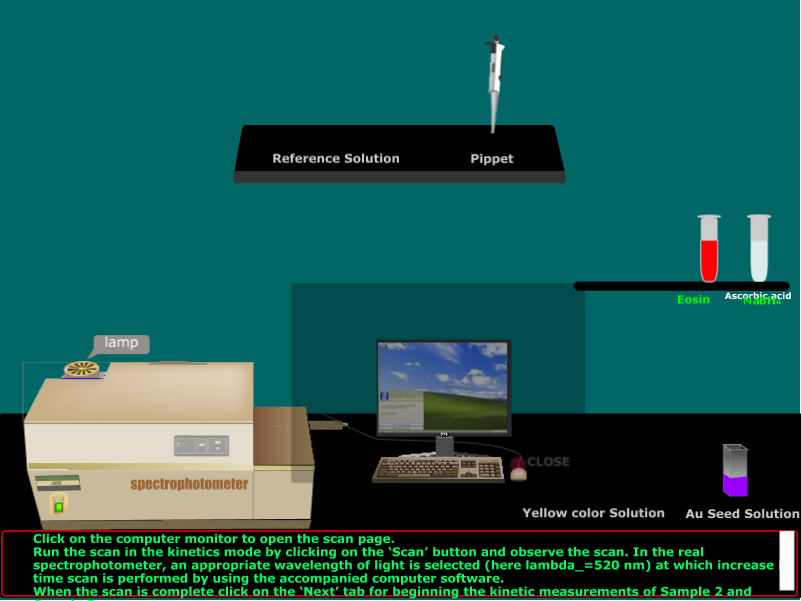 Reference Solution
Pippet
Eosin
Ascorbic acid
NaBH4
lamp
spectrophotometer
CLOSE
Yellow color Solution
Au Seed Solution
Click on the computer monitor to open the scan page.
Run the scan in the kinetics mode by clicking on the ‘Scan’ button and observe the scan. In the real
spectrophotometer, an appropriate wavelength of light is selected (here lambda_=520 nm) at which increase
time scan is performed by using the accompanied computer software.
When the scan is complete click on the ‘Next’ tab for beginning the kinetic measurements of Sample 2 and